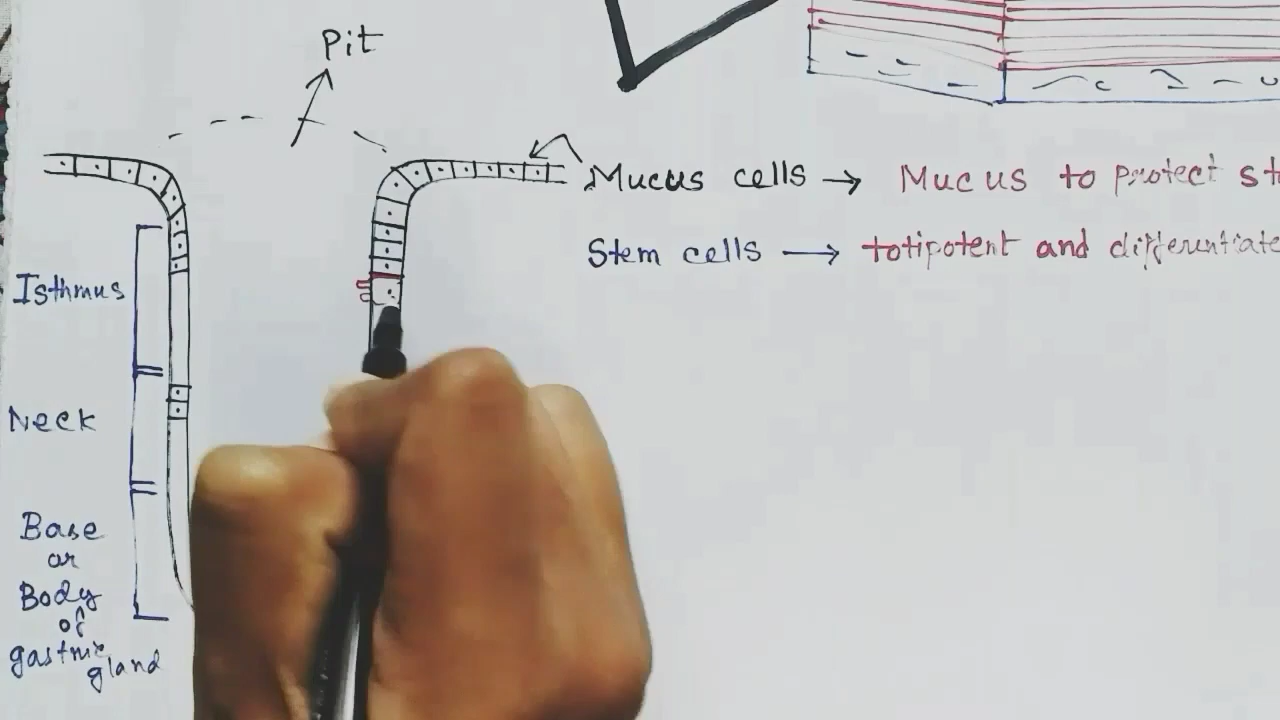 Pit
Mucus cells → Mucus to protect
Stem cells → totipotent and differentiate
Isthmus
Neck
Base
or
Body
of
gastric
gland